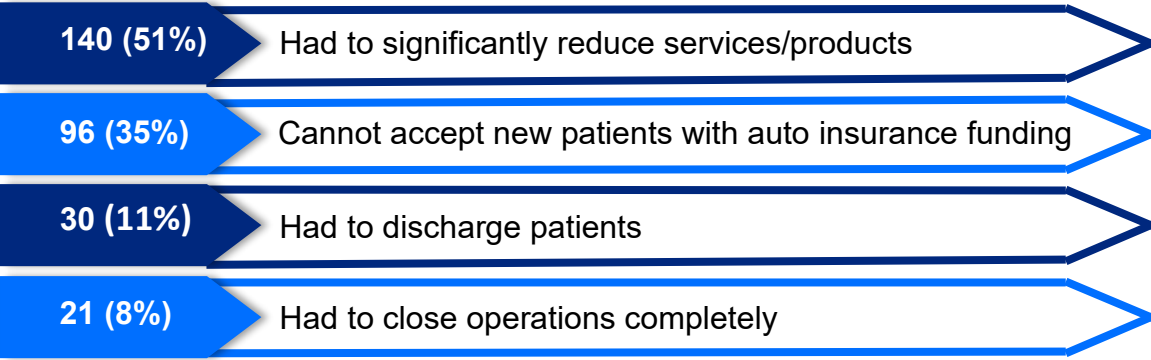 140 (51%) Had to significantly reduce services/products
96 (35%) Cannot accept new patients with auto insurance funding
30 (11%) Had to discharge patients
21 (8%) Had to close operations completely